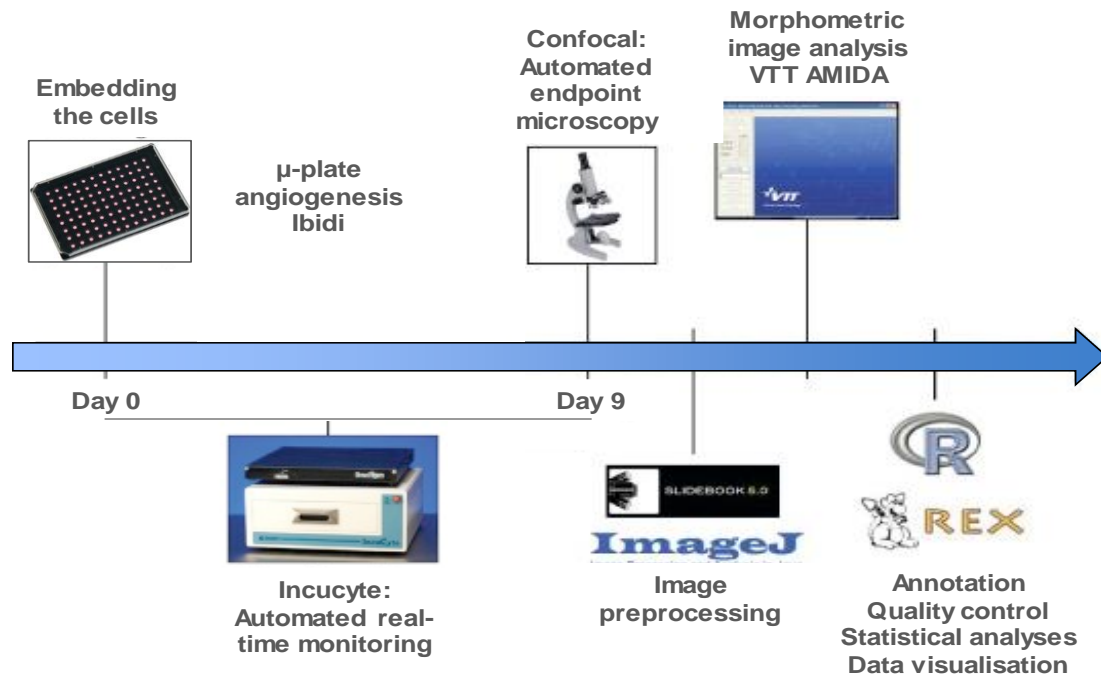 Embedding
the cells
µ-plate
angiogenesis
Ibidi
Confocal:
Automated
endpoint
microscopy
Morphometric
image analysis
VTT AMIDA
VTT
Day 0
Day 9
Incucyte:
Automated real-
time monitoring
SLIDEBOOK 5.0
ImageJ
Image
preprocessing
R
REX
Annotation
Quality control
Statistical analyses
Data visualisation